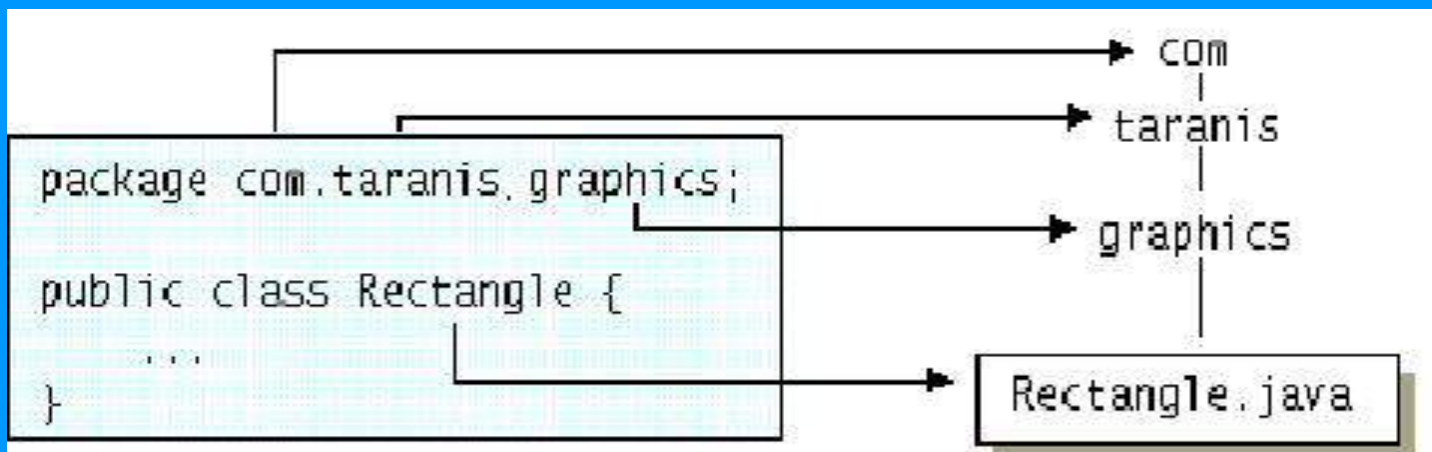 package com.taranis.graphics;
public class Rectangle {
...
}
com
taranis
graphics
Rectangle.java